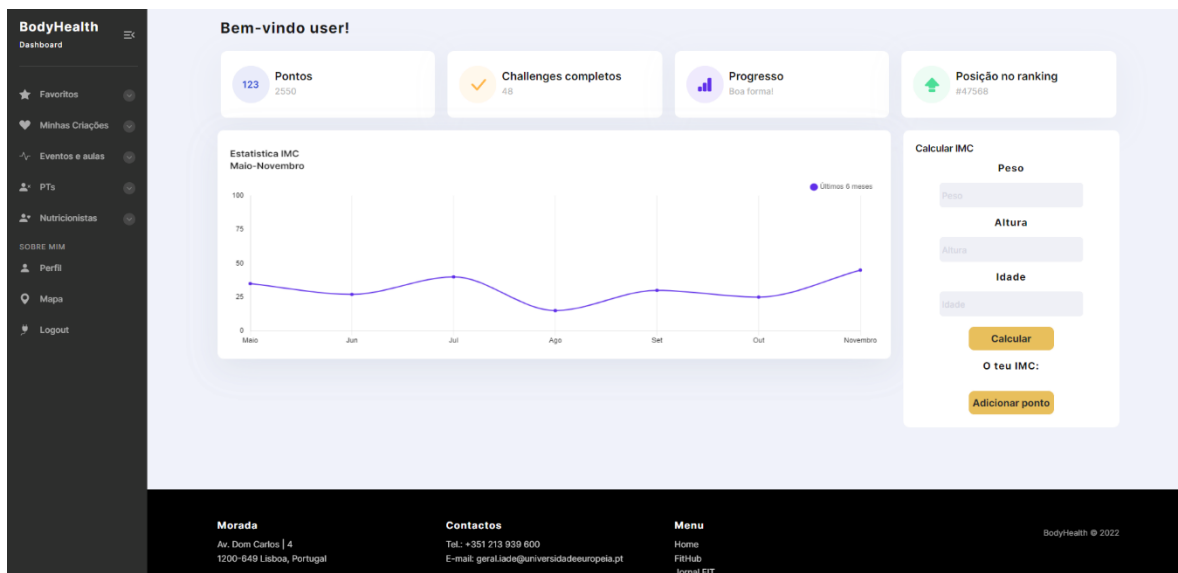 BodyHealth
Dashboard
Favoritos
Minhas Criações
Eventos e aulas
PTs
Nutricionistas
SOBRE MIM
Perfil
Mapa
Logout
Bem-vindo user!
123
Pontos
2550
Challenges completos
48
Progresso
Boa formal
Posição no ranking
#47568
Estatistica IMC
Maio-Novembro
Últimos 6 meses
100
75
50
25
0
Maio Jun Jul Ago Set Out Novembro
Calcular IMC
Peso
Peso
Altura
Altura
Idade
Idade
Calcular
O teu IMC:
Adicionar ponto
Morada
Av. Dom Carlos | 4
1200-649 Lisboa, Portugal
Contactos
Tel.: +351 213 939 600
E-mail: geral.iade@universidadeeuropeia.pt
Menu
Home
FitHub
Jornal FIT
BodyHealth © 2022